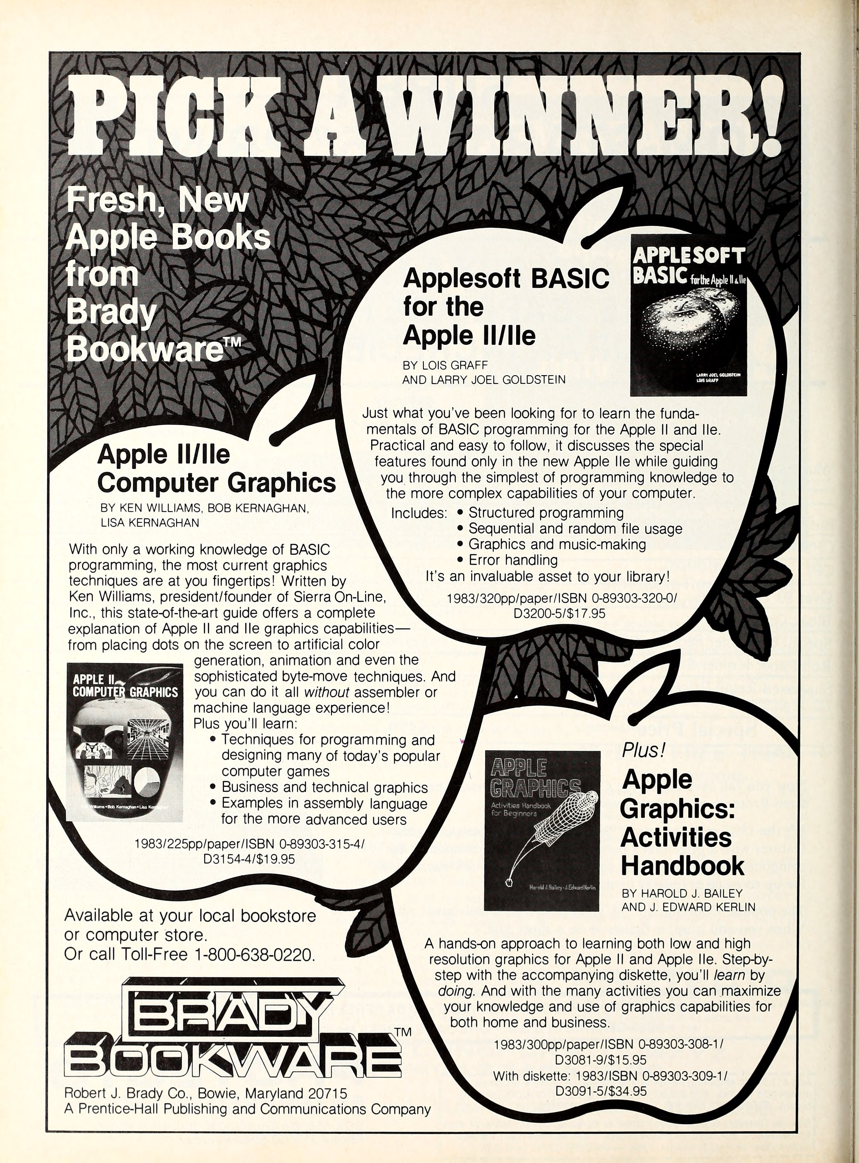 PICK A WINNER!
Fresh, New
Apple Books
from
Brady
Bookware™
Applesoft BASIC
for the
Apple II/IIe
BY LOIS GRAFF
AND LARRY JOEL GOLDSTEIN
APPLESOFT
BASIC for the Apple II & IIe
LARRY JOEL GOLDSTEIN
LOIS GRAFF
Just what you've been looking for to learn the funda-
mentals of BASIC programming for the Apple II and IIe.
Practical and easy to follow, it discusses the special
features found only in the new Apple IIe while guiding
you through the simplest of programming knowledge to
the more complex capabilities of your computer.
Includes: • Structured programming
• Sequential and random file usage
• Graphics and music-making
• Error handling
It's an invaluable asset to your library!
1983/320pp/paper/ISBN 0-89303-320-0/
D3200-5/$17.95
Apple II/IIe
Computer Graphics
BY KEN WILLIAMS, BOB KERNAGHAN,
LISA KERNAGHAN
With only a working knowledge of BASIC
programming, the most current graphics
techniques are at you fingertips! Written by
Ken Williams, president/founder of Sierra On-Line,
Inc., this state-of-the-art guide offers a complete
explanation of Apple II and IIe graphics capabilities—
from placing dots on the screen to artificial color
generation, animation and even the
sophisticated byte-move techniques. And
you can do it all without assembler or
machine language experience!
Plus you'll learn:
• Techniques for programming and
designing many of today's popular
computer games
• Business and technical graphics
• Examples in assembly language
for the more advanced users
APPLE II
COMPUTER GRAPHICS
Williams • Bob Kernaghan • Lisa Kernaghan
1983/225pp/paper/ISBN 0-89303-315-4/
D3154-4/$19.95
Plus!
Apple
Graphics:
Activities
Handbook
BY HAROLD J. BAILEY
AND J. EDWARD KERLIN
APPLE
GRAPHICS
Activities Handbook
for Beginners
Harold J. Bailey • J. Edward Kerlin
A hands-on approach to learning both low and high
resolution graphics for Apple II and Apple IIe. Step-by-
step with the accompanying diskette, you'll learn by
doing. And with the many activities you can maximize
your knowledge and use of graphics capabilities for
both home and business.
1983/300pp/paper/ISBN 0-89303-308-1/
D3081-9/$15.95
With diskette: 1983/ISBN 0-89303-309-1/
D3091-5/$34.95
Available at your local bookstore
or computer store.
Or call Toll-Free 1-800-638-0220.
BRADY
BOOKWARE™
Robert J. Brady Co., Bowie, Maryland 20715
A Prentice-Hall Publishing and Communications Company